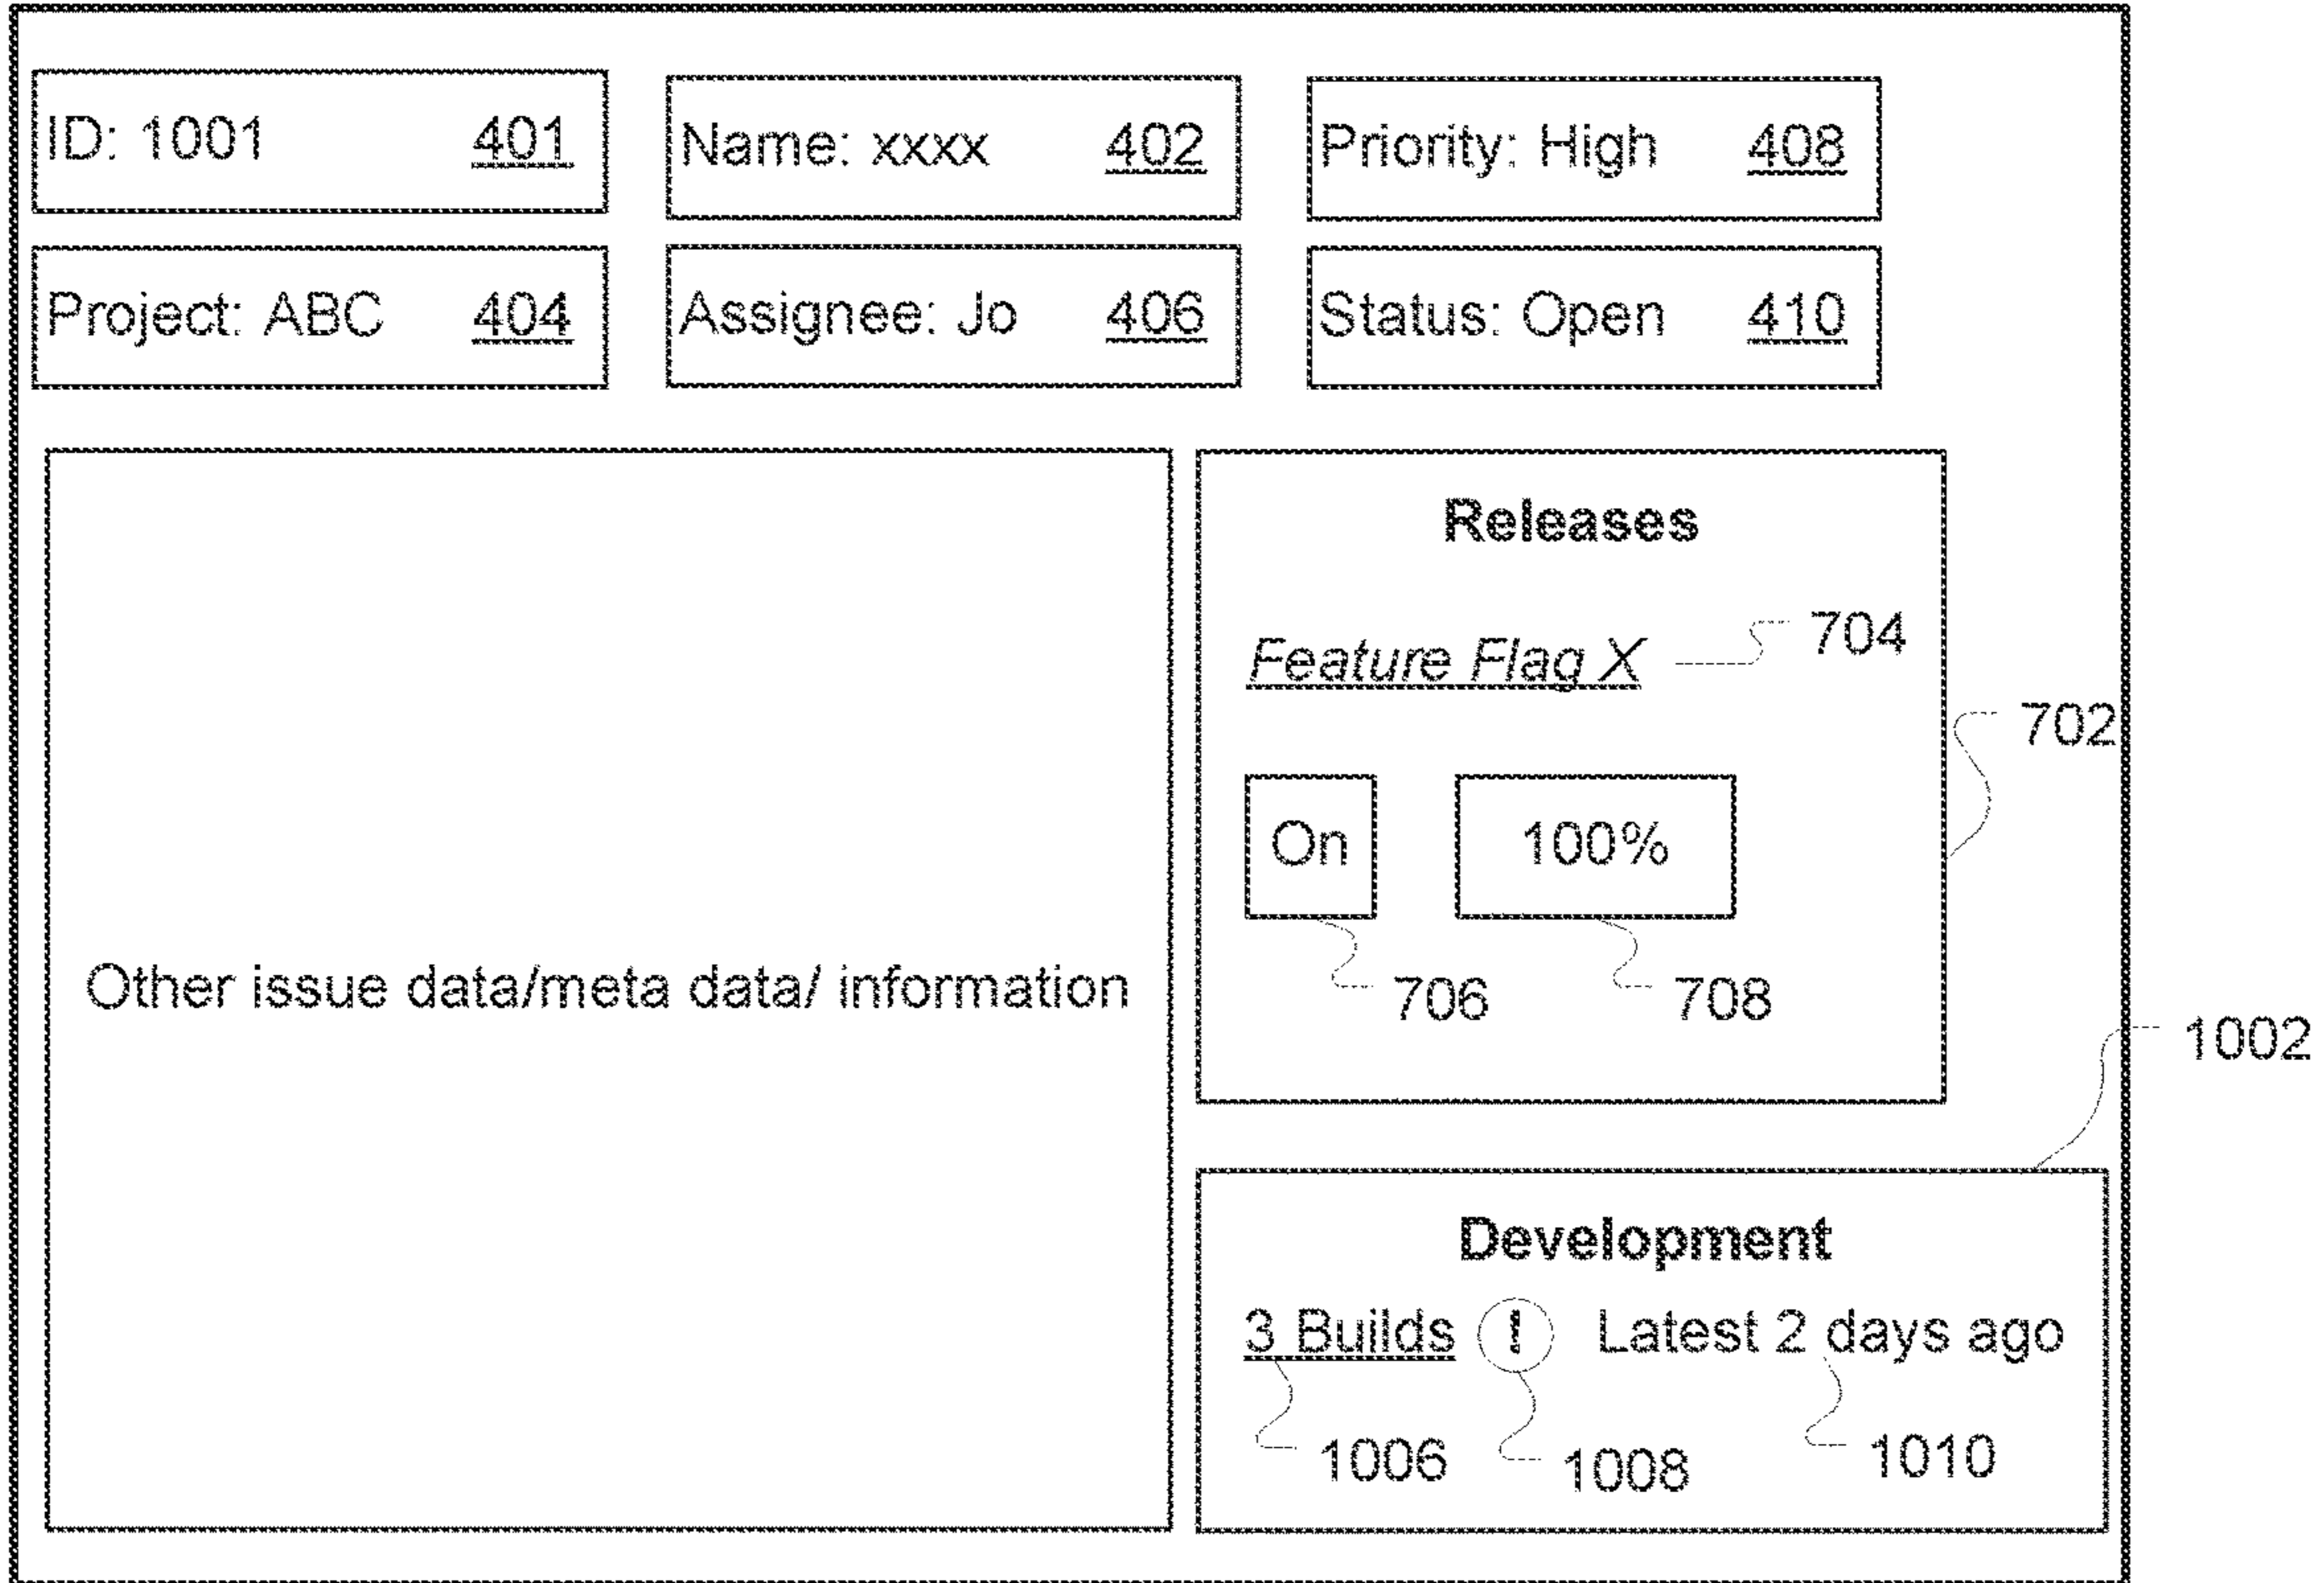 ID: 1001 401 Name: xxxx 402 Priority: High 408
Project: ABC 404 Assignee: Jo 406 Status: Open 410
Other issue data/meta data/ information
Releases
Feature Flag X 704
702
On 100%
706 708
1002
Development
3 Builds ! Latest 2 days ago
1006 1008 1010